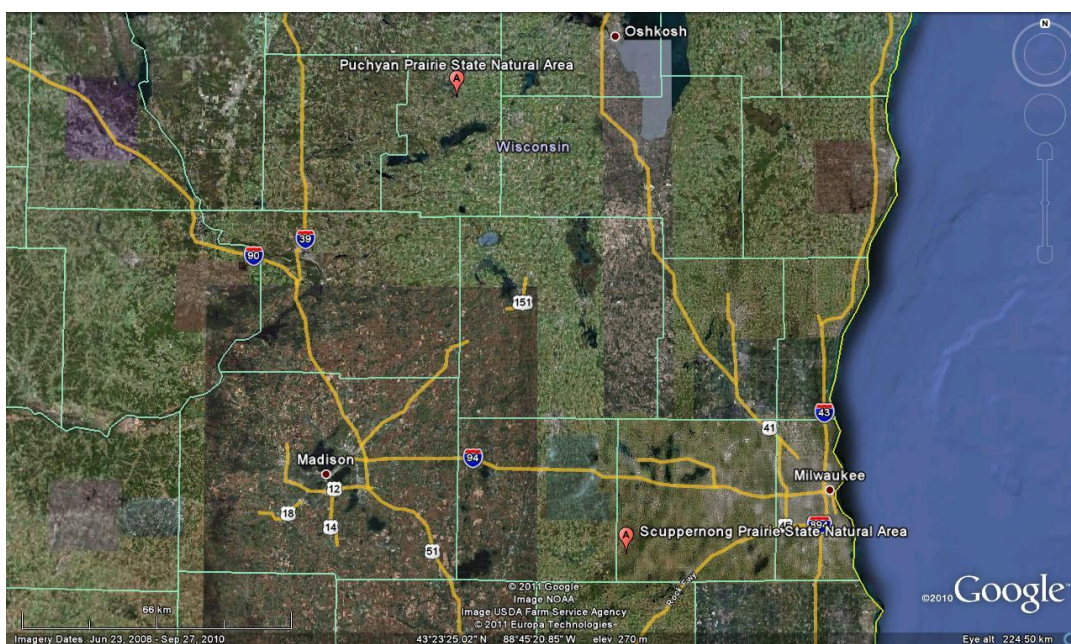 N
Oshkosh
Puchyan Prairie State Natural Area
A
Wisconsin
39
90
151
43
41
94
Madison
Milwaukee
12
18
14
45
894
51
A
Scuppernong Prairie State Natural Area
Rock Fwy
© 2011 Google
Image NOAA
Image USDA Farm Service Agency
© 2011 Europa Technologies
©2010 Google
66 km
Imagery Dates: Jun 23, 2008 - Sep 27, 2010
43°23'25.02" N 88°45'20.85" W elev 270 m
Eye alt 224.50 km